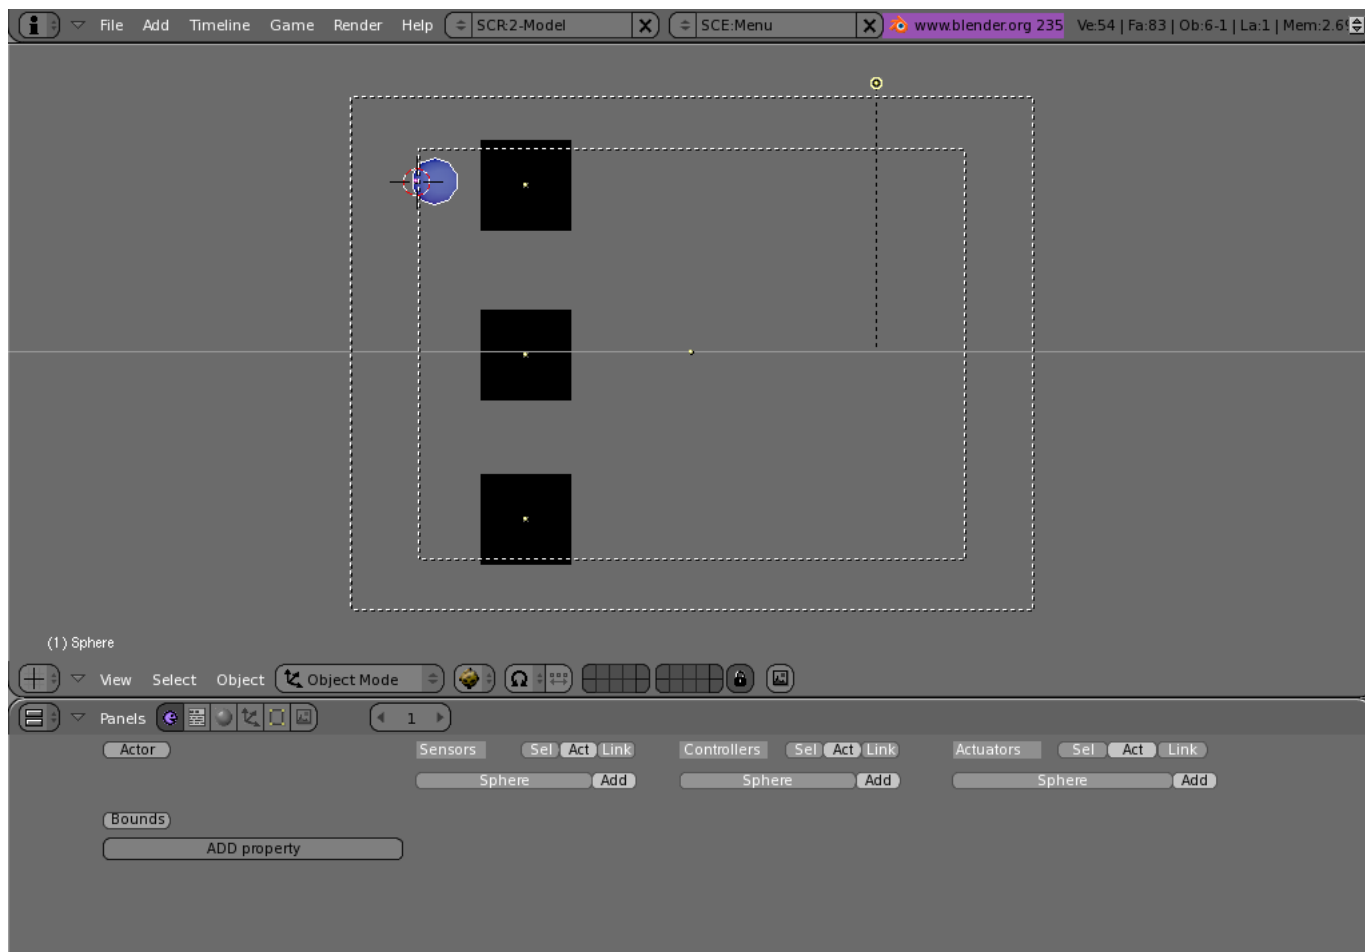 File Add Timeline Game Render Help SCR:2-Model X SCE:Menu X www.blender.org 235 Ve:54 | Fa:83 | Ob:6-1 | La:1 | Mem:2.6
(1) Sphere
View Select Object Object Mode
Panels 1
Actor Sensors Sel Act Link Controllers Sel Act Link Actuators Sel Act Link
Sphere Add Sphere Add Sphere Add
Bounds
ADD property